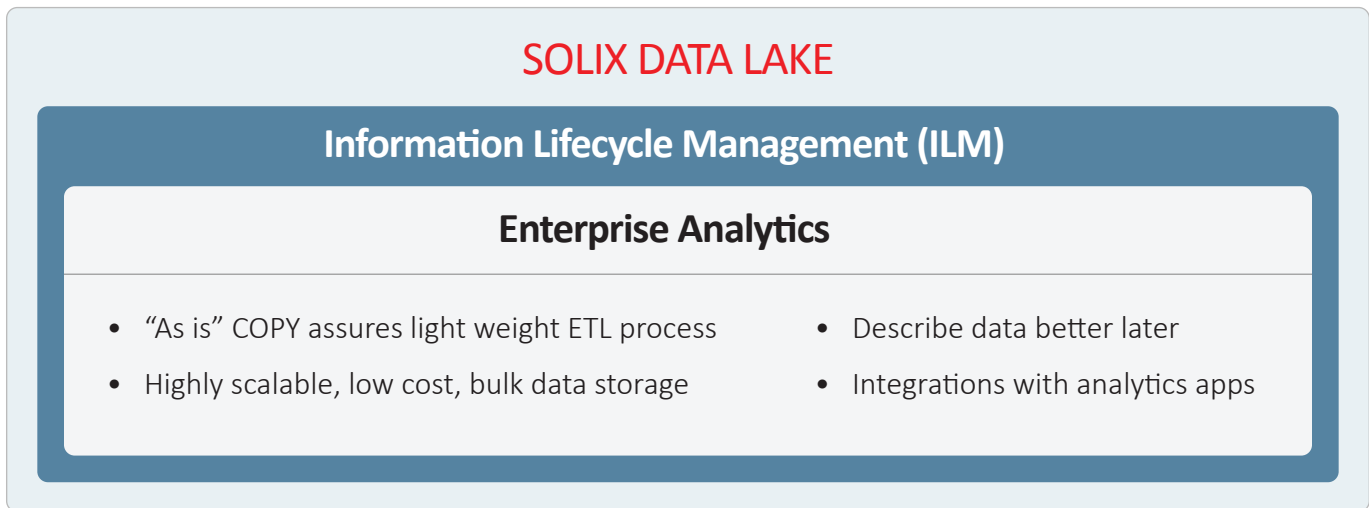 SOLIX DATA LAKE
Information Lifecycle Management (ILM)
Enterprise Analytics
• “As is” COPY assures light weight ETL process
• Highly scalable, low cost, bulk data storage
• Describe data better later
• Integrations with analytics apps